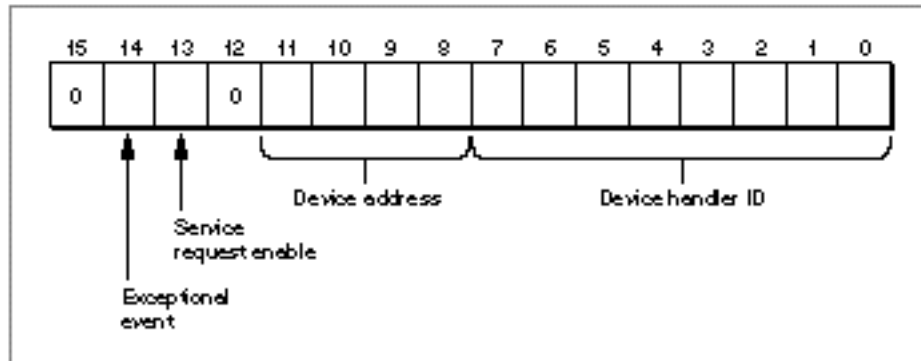 15 14 13 12 11 10 9 8 7 6 5 4 3 2 1 0
0 0
Device address Device handler ID
Service
request enable
Exceptional
event